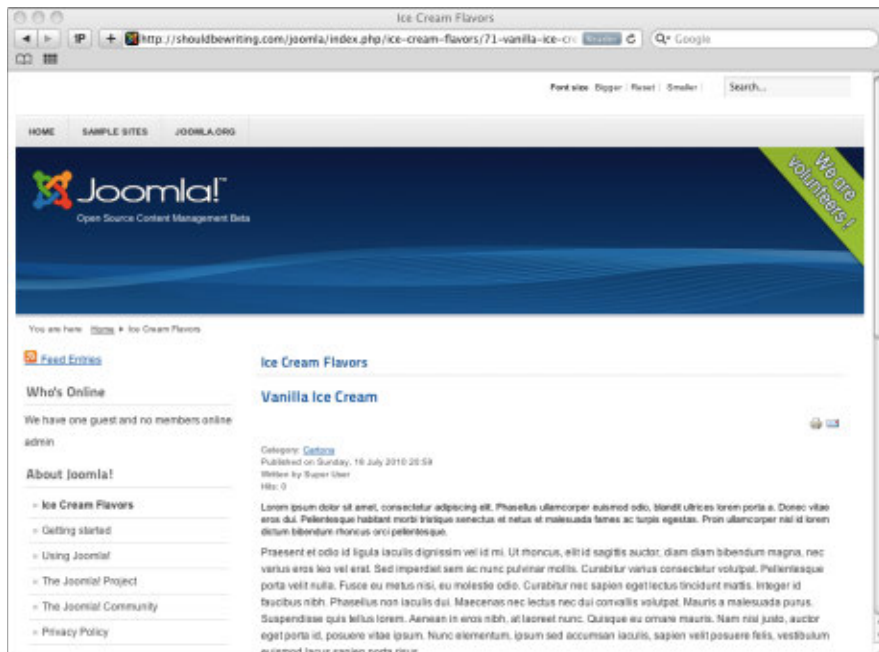 Ice Cream Flavors
http://shouldbewriting.com/joomla/index.php/ice-cream-flavors/71-vanilla-ice-cre Reader Google
Font size Bigger | Reset | Smaller | Search...
HOME SAMPLE SITES JOOMLA.ORG
We are
volunteers!
Joomla!™
Open Source Content Management Beta
You are here: Home ▸ Ice Cream Flavors
Feed Entries
Ice Cream Flavors
Who's Online
Vanilla Ice Cream
We have one guest and no members online
admin
Category: Cartons
Published on Sunday, 18 July 2010 20:59
Written by Super User
Hits: 0
About Joomla!
Ice Cream Flavors
Getting started
Using Joomla!
The Joomla! Project
The Joomla! Community
Privacy Policy
Lorem ipsum dolor sit amet, consectetur adipiscing elit. Phasellus ullamcorper euismod odio, blandit ultrices lorem porta a. Donec vitae
eros dui. Pellentesque habitant morbi tristique senectus et netus et malesuada fames ac turpis egestas. Proin ullamcorper nisl id lorem
dictum bibendum rhoncus orci pellentesque.
Praesent et odio id ligula iaculis dignissim vel id mi. Ut rhoncus, elit id sagittis auctor, diam diam bibendum magna, nec
varius eros leo vel erat. Sed imperdiet sem ac nunc pulvinar mollis. Curabitur varius consectetur volutpat. Pellentesque
porta velit nulla. Fusce eu metus nisi, eu molestie odio. Curabitur nec sapien eget lectus tincidunt mattis. Integer id
faucibus nibh. Phasellus non iaculis dui. Maecenas nec lectus nec dui convallis volutpat. Mauris a malesuada purus.
Suspendisse quis tellus lorem. Aenean in eros nibh, at laoreet nunc. Quisque eu ornare mauris. Nam nisi justo, auctor
eget porta id, posuere vitae ipsum. Nunc elementum, ipsum sed accumsan iaculis, sapien velit posuere felis, vestibulum
euismod lacus sapien porta risus.